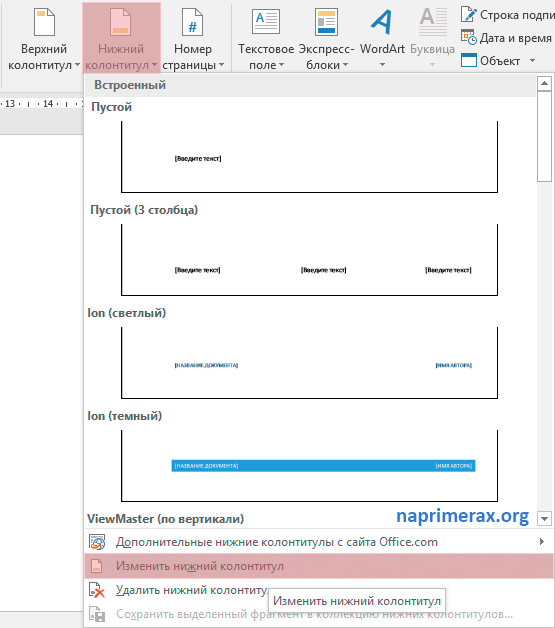 Верхний колонтитул
Нижний колонтитул
Номер страницы
Текстовое поле
Экспресс-блоки
WordArt
Буквица
Строка подпи
Дата и время
Объект
13 · 14
Встроенный
Пустой
[Введите текст]
Пустой (3 столбца)
[Введите текст] [Введите текст] [Введите текст]
Ion (светлый)
[НАЗВАНИЕ ДОКУМЕНТА] [ИМЯ АВТОРА]
Ion (темный)
[НАЗВАНИЕ ДОКУМЕНТА] [ИМЯ АВТОРА]
naprimerax.org
ViewMaster (по вертикали)
Дополнительные нижние колонтитулы с сайта Office.com
Изменить нижний колонтитул
Удалить нижний колонтиту
Изменить нижний колонтитул
Сохранить выделенный фрагмент в коллекцию нижних колонтитулов...